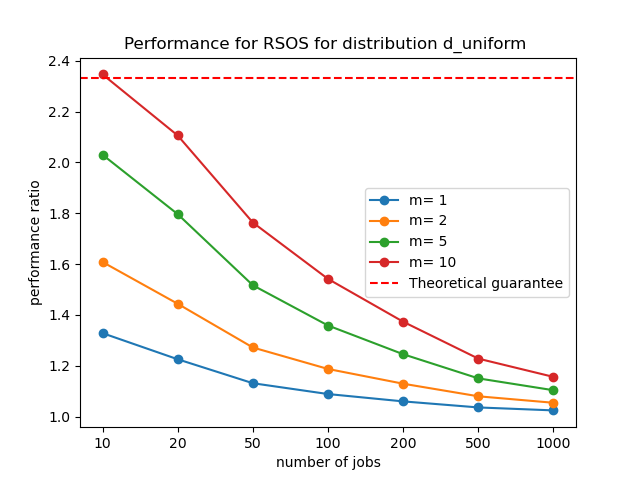 Performance for RSOS for distribution d_uniform
performance ratio
2.4
2.2
2.0
1.8
1.6
1.4
1.2
1.0
m= 1
m= 2
m= 5
m= 10
Theoretical guarantee
10 20 50 100 200 500 1000
number of jobs